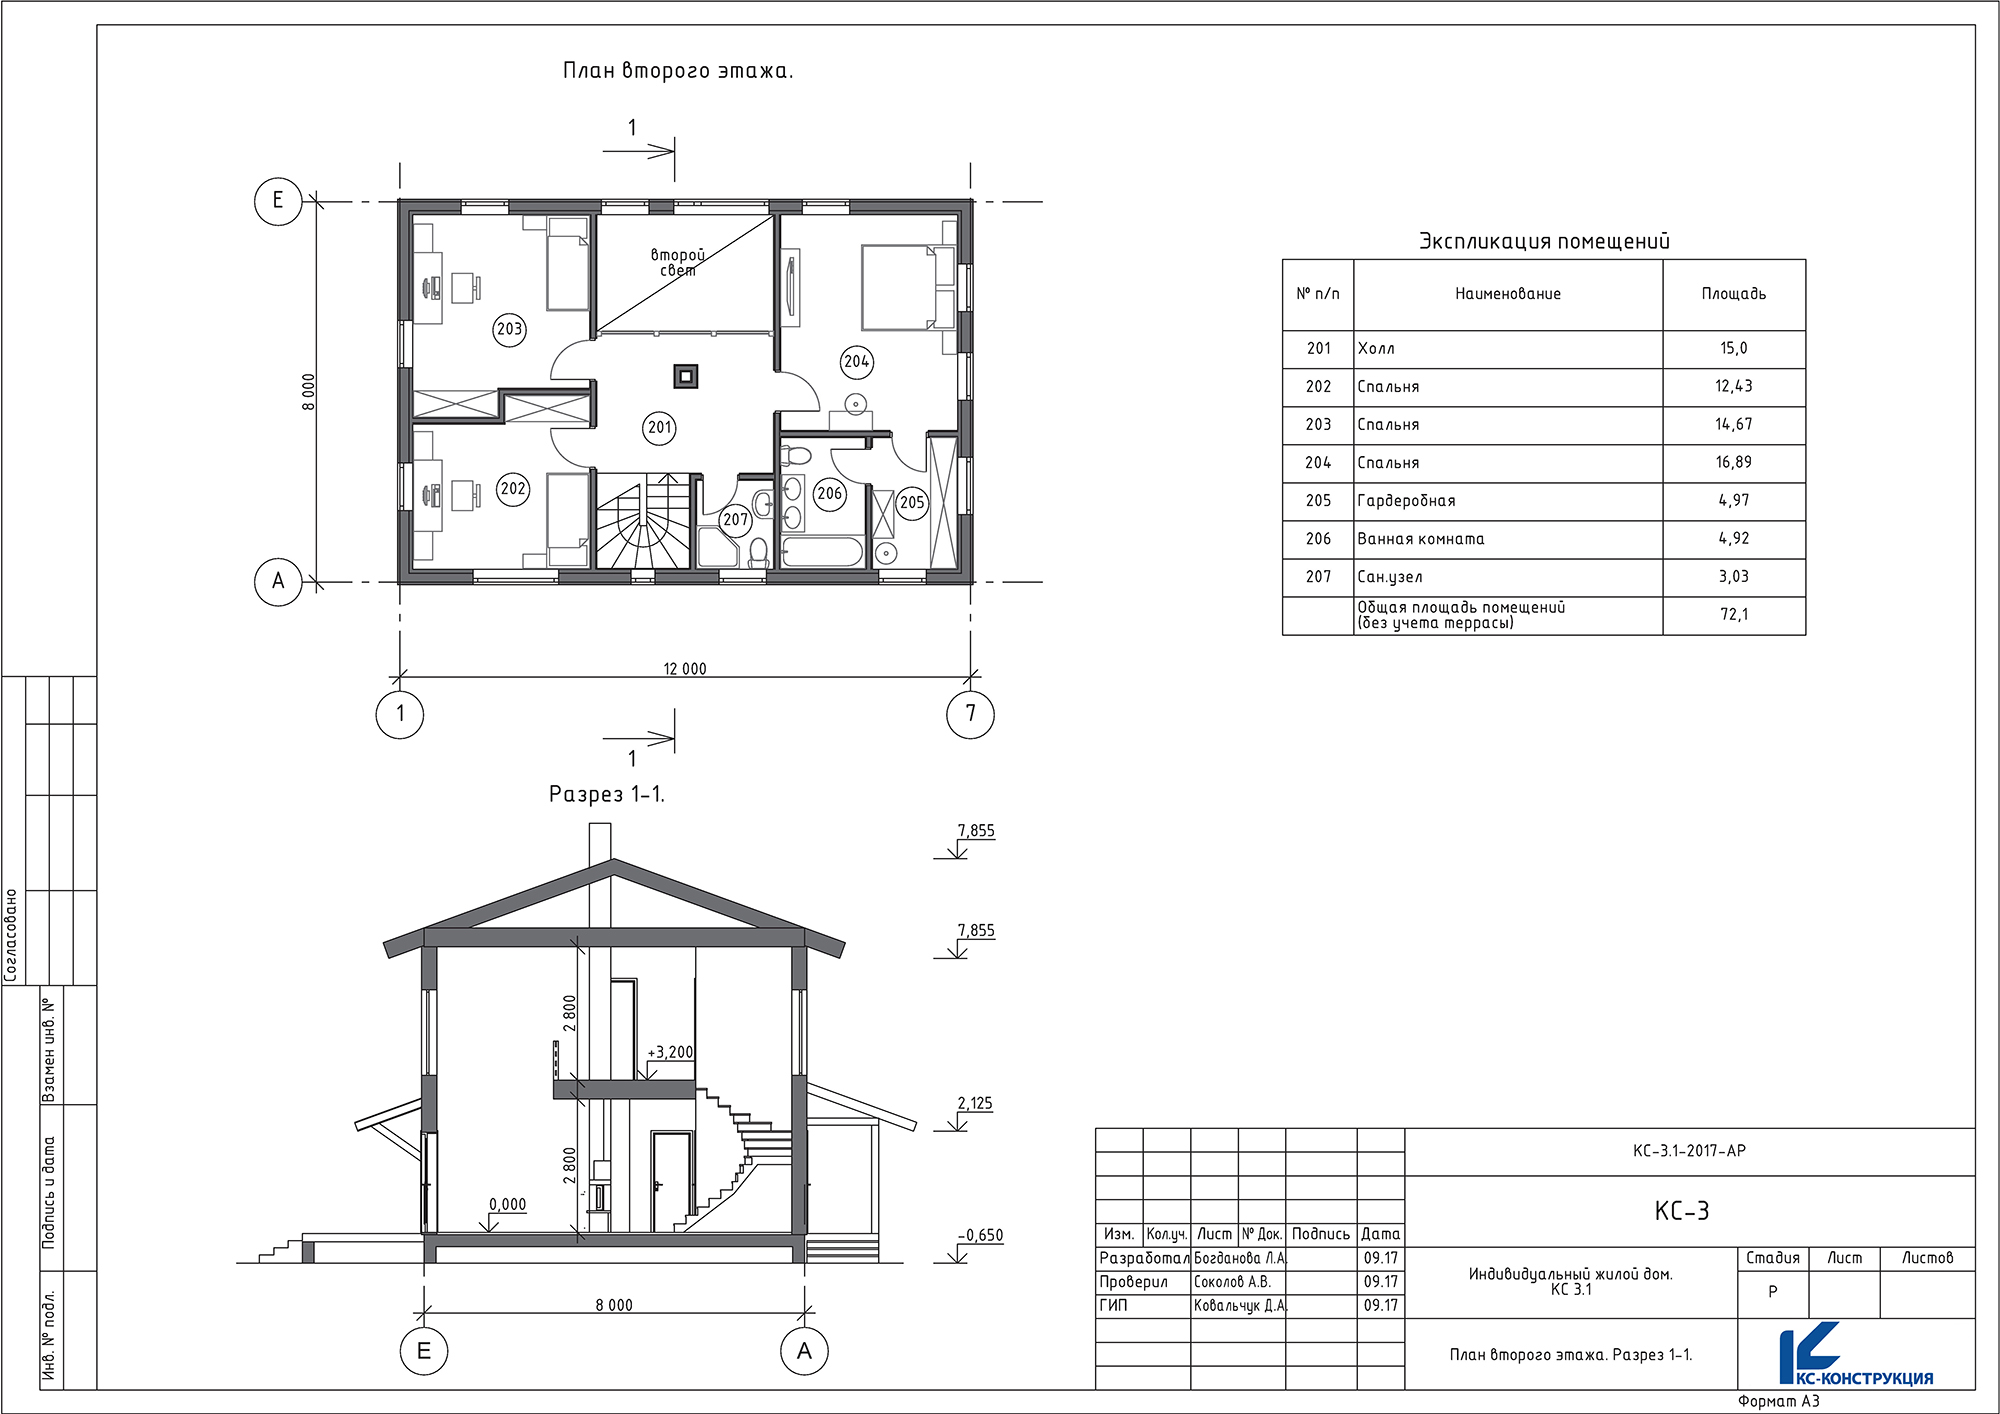 План второго этажа.
1
Е
второй
свет
203
204
201
202
206
205
207
8 000
А
12 000
1
7
1
Экспликация помещений
№ п/п Наименование Площадь
201 Холл 15,0
202 Спальня 12,43
203 Спальня 14,67
204 Спальня 16,89
205 Гардеробная 4,97
206 Ванная комната 4,92
207 Сан.узел 3,03
Общая площадь помещений
(без учета террасы) 72,1
Разрез 1-1.
7,855
7,855
2 800
+3,200
2,125
2 800
0,000
-0,650
8 000
Е
А
Согласовано
Взамен инв. №
Подпись и дата
Инв. № подл.
КС-3.1-2017-АР
КС-3
Изм. Кол.уч. Лист № Док. Подпись Дата
Разработал Богданова Л.А. 09.17
Проверил Соколов А.В. 09.17
ГИП Ковальчук Д.А. 09.17
Индивидуальный жилой дом.
КС 3.1
Стадия Лист Листов
Р
План второго этажа. Разрез 1-1.
КС-КОНСТРУКЦИЯ
Формат А3